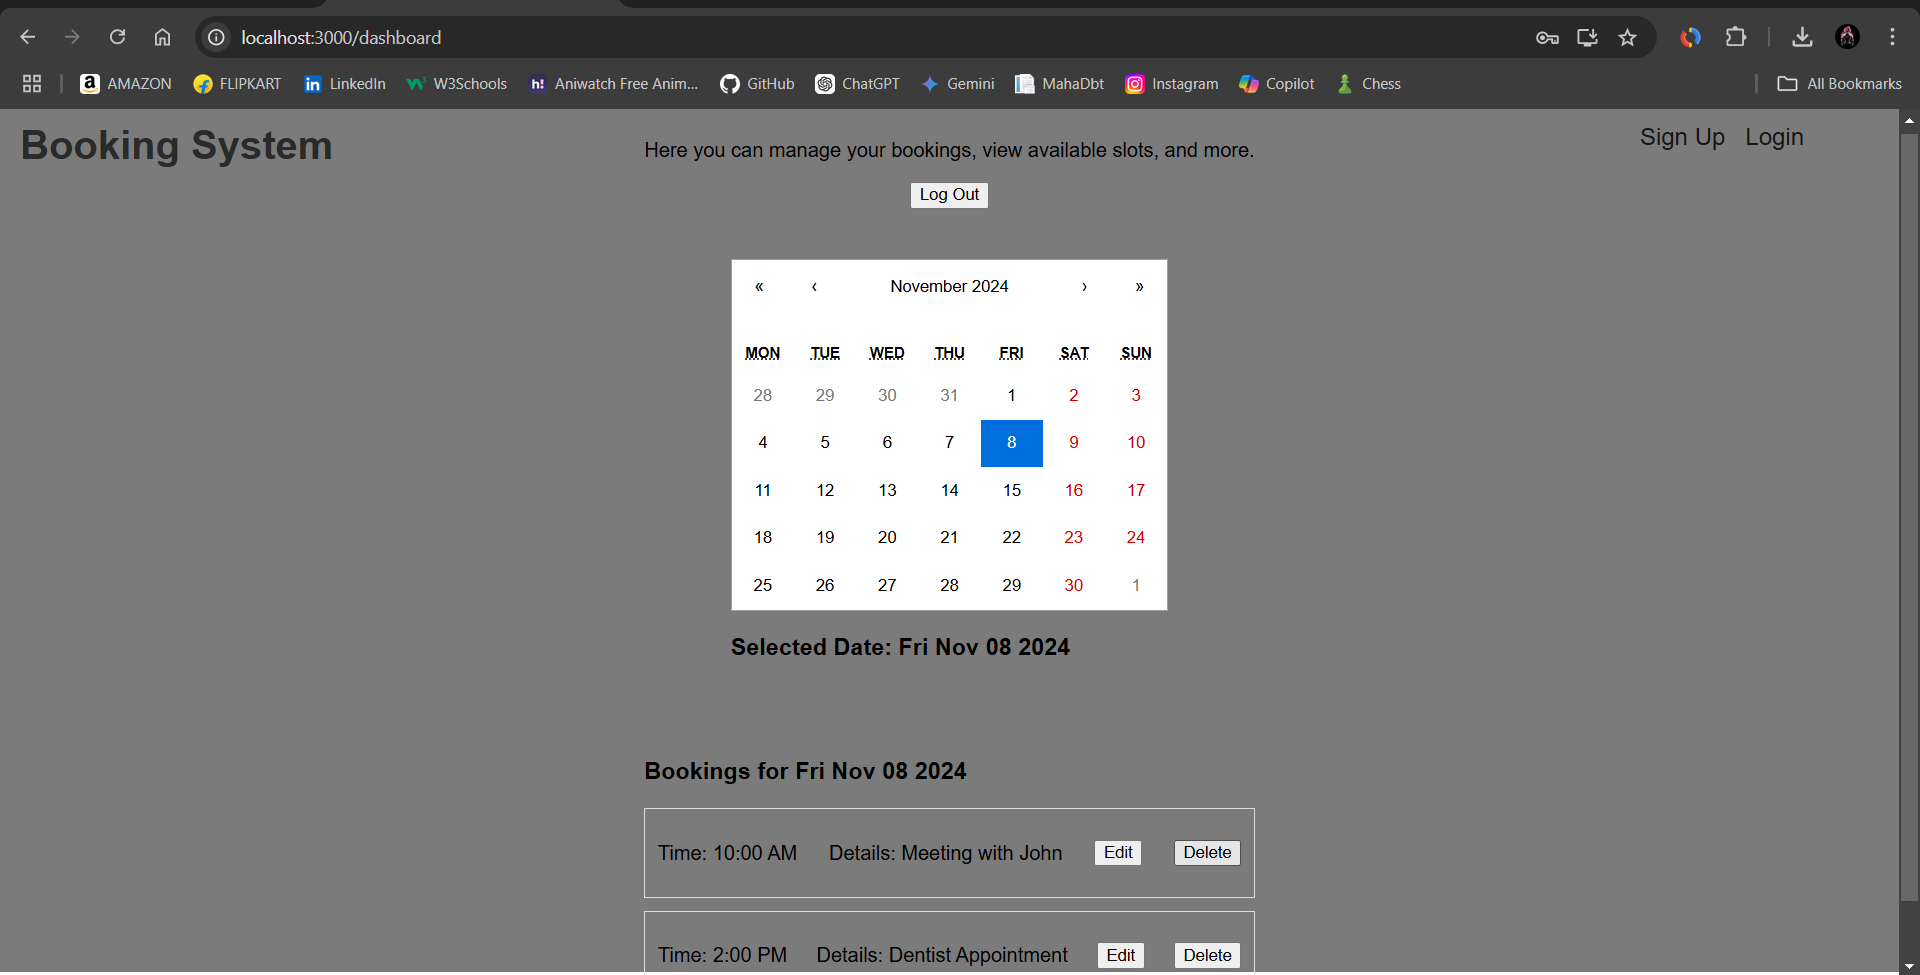 localhost:3000/dashboard
AMAZON FLIPKART LinkedIn W3Schools Aniwatch Free Anim... GitHub ChatGPT Gemini MahaDbt Instagram Copilot Chess All Bookmarks
Booking System
Sign Up Login
Here you can manage your bookings, view available slots, and more.
Log Out
« ‹ November 2024 › »
MON TUE WED THU FRI SAT SUN
28 29 30 31 1 2 3
4 5 6 7 8 9 10
11 12 13 14 15 16 17
18 19 20 21 22 23 24
25 26 27 28 29 30 1
Selected Date: Fri Nov 08 2024
Bookings for Fri Nov 08 2024
Time: 10:00 AM Details: Meeting with John Edit Delete
Time: 2:00 PM Details: Dentist Appointment Edit Delete